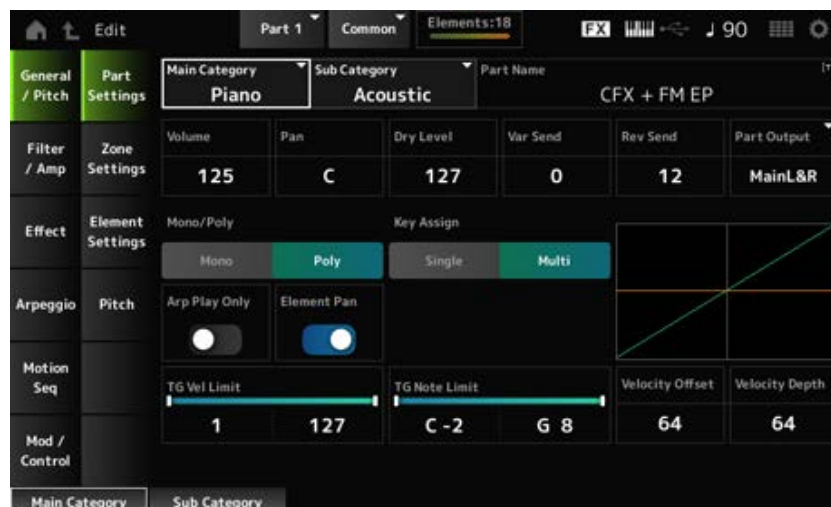 Edit
Part 1
Common
Elements:18
FX
90
General / Pitch
Part Settings
Main Category
Piano
Sub Category
Acoustic
Part Name
CFX + FM EP
Filter / Amp
Zone Settings
Volume
125
Pan
C
Dry Level
127
Var Send
0
Rev Send
12
Part Output
MainL&R
Effect
Element Settings
Mono/Poly
Mono
Poly
Key Assign
Single
Multi
Arpeggio
Pitch
Arp Play Only
Element Pan
Motion Seq
TG Vel Limit
1
127
TG Note Limit
C -2
G 8
Velocity Offset
64
Velocity Depth
64
Mod / Control
Main Category
Sub Category